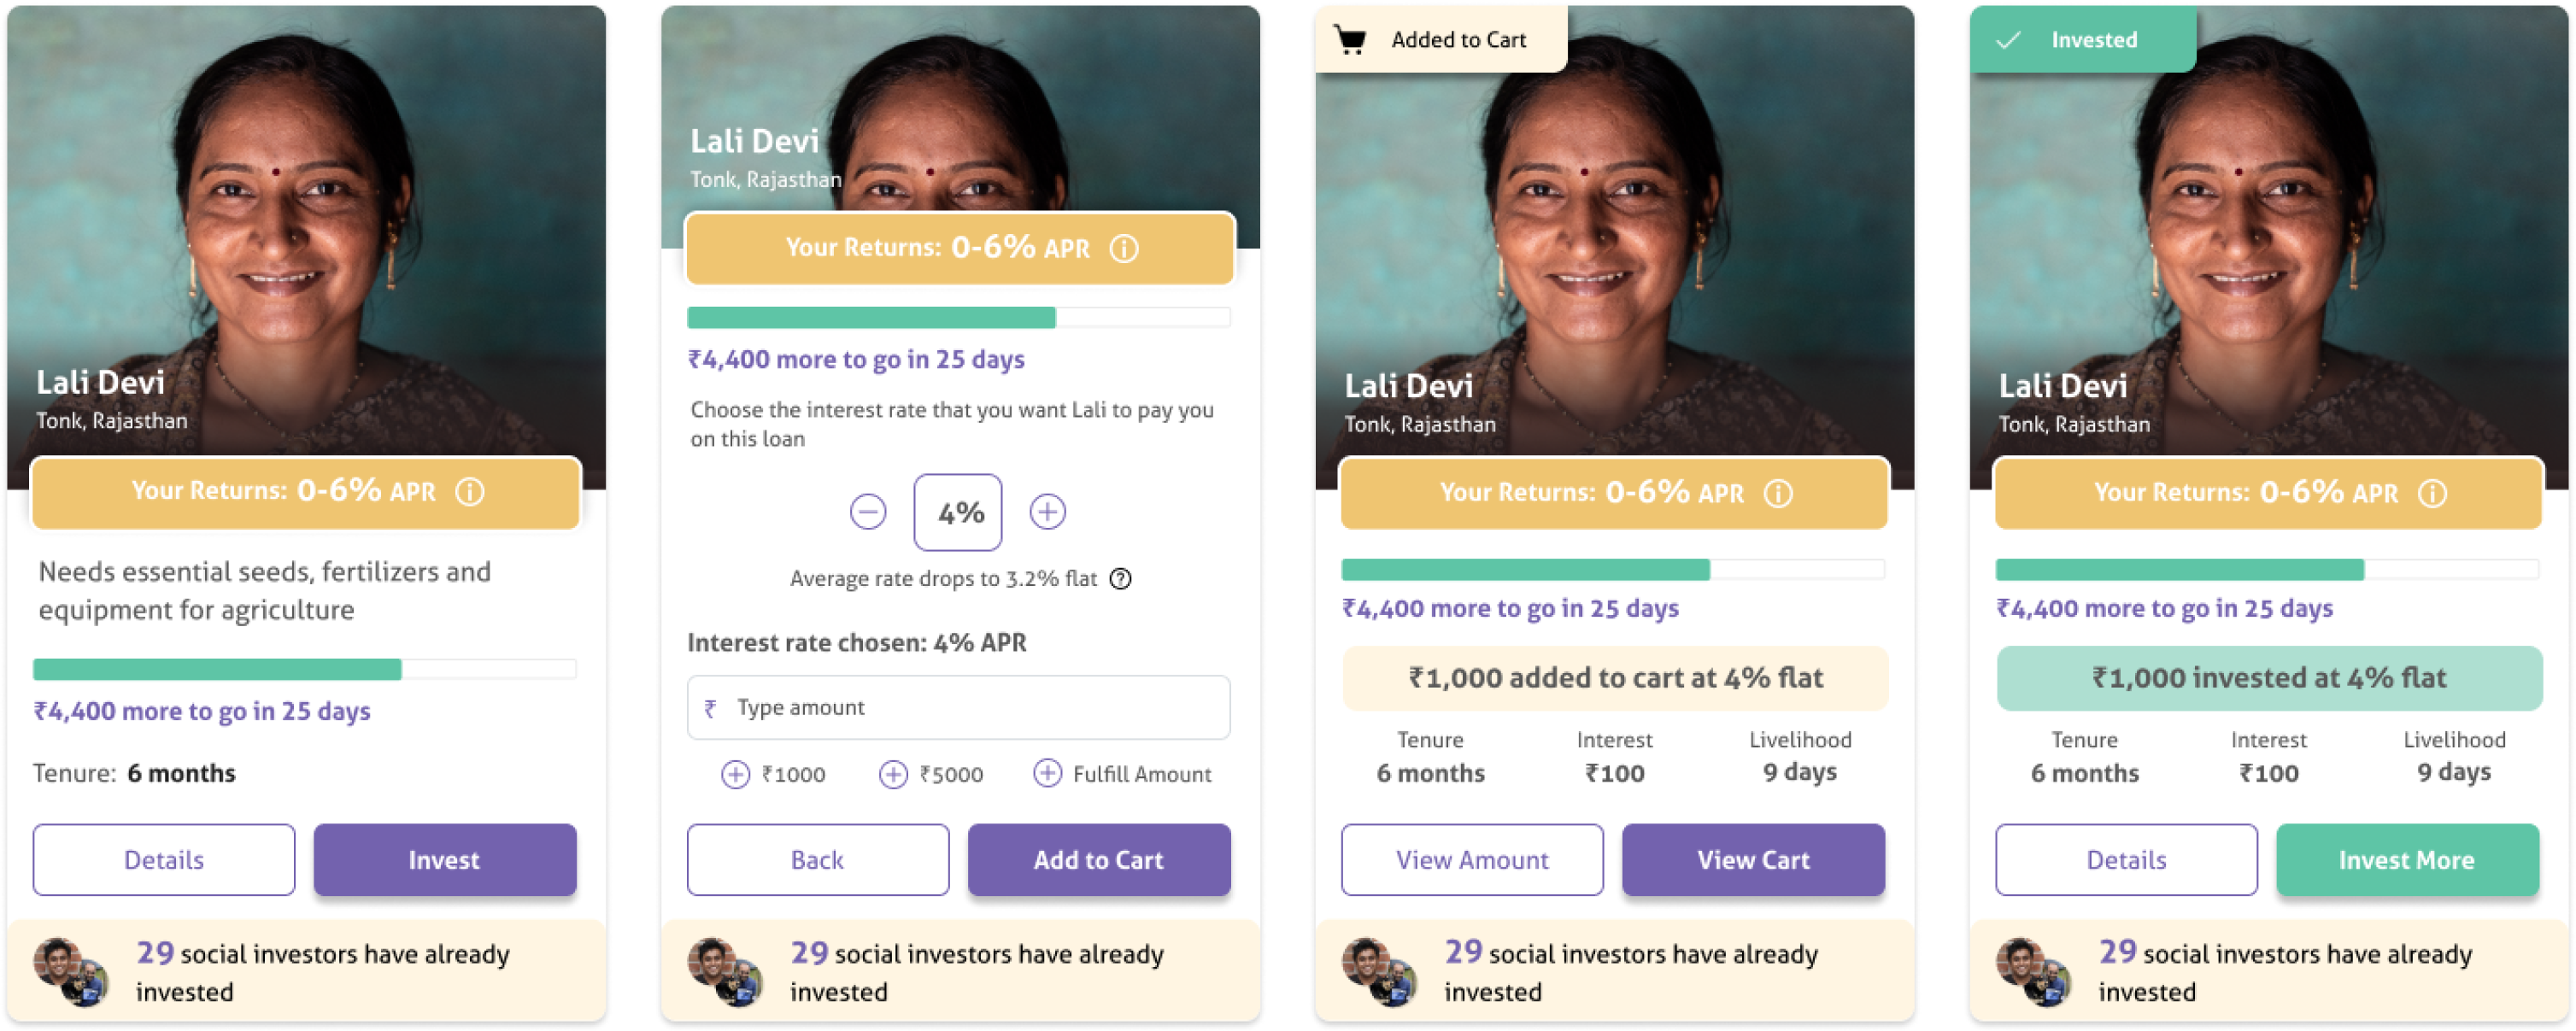 Lali Devi
Tonk, Rajasthan
Your Returns: 0-6% APR
Needs essential seeds, fertilizers and
equipment for agriculture
₹4,400 more to go in 25 days
Tenure: 6 months
Details
Invest
29 social investors have already
invested
Lali Devi
Tonk, Rajasthan
Your Returns: 0-6% APR
₹4,400 more to go in 25 days
Choose the interest rate that you want Lali to pay you
on this loan
4%
Average rate drops to 3.2% flat
Interest rate chosen: 4% APR
₹ Type amount
₹1000 ₹5000 Fulfill Amount
Back
Add to Cart
29 social investors have already
invested
Added to Cart
Lali Devi
Tonk, Rajasthan
Your Returns: 0-6% APR
₹4,400 more to go in 25 days
₹1,000 added to cart at 4% flat
Tenure Interest Livelihood
6 months ₹100 9 days
View Amount
View Cart
29 social investors have already
invested
Invested
Lali Devi
Tonk, Rajasthan
Your Returns: 0-6% APR
₹4,400 more to go in 25 days
₹1,000 invested at 4% flat
Tenure Interest Livelihood
6 months ₹100 9 days
Details
Invest More
29 social investors have already
invested